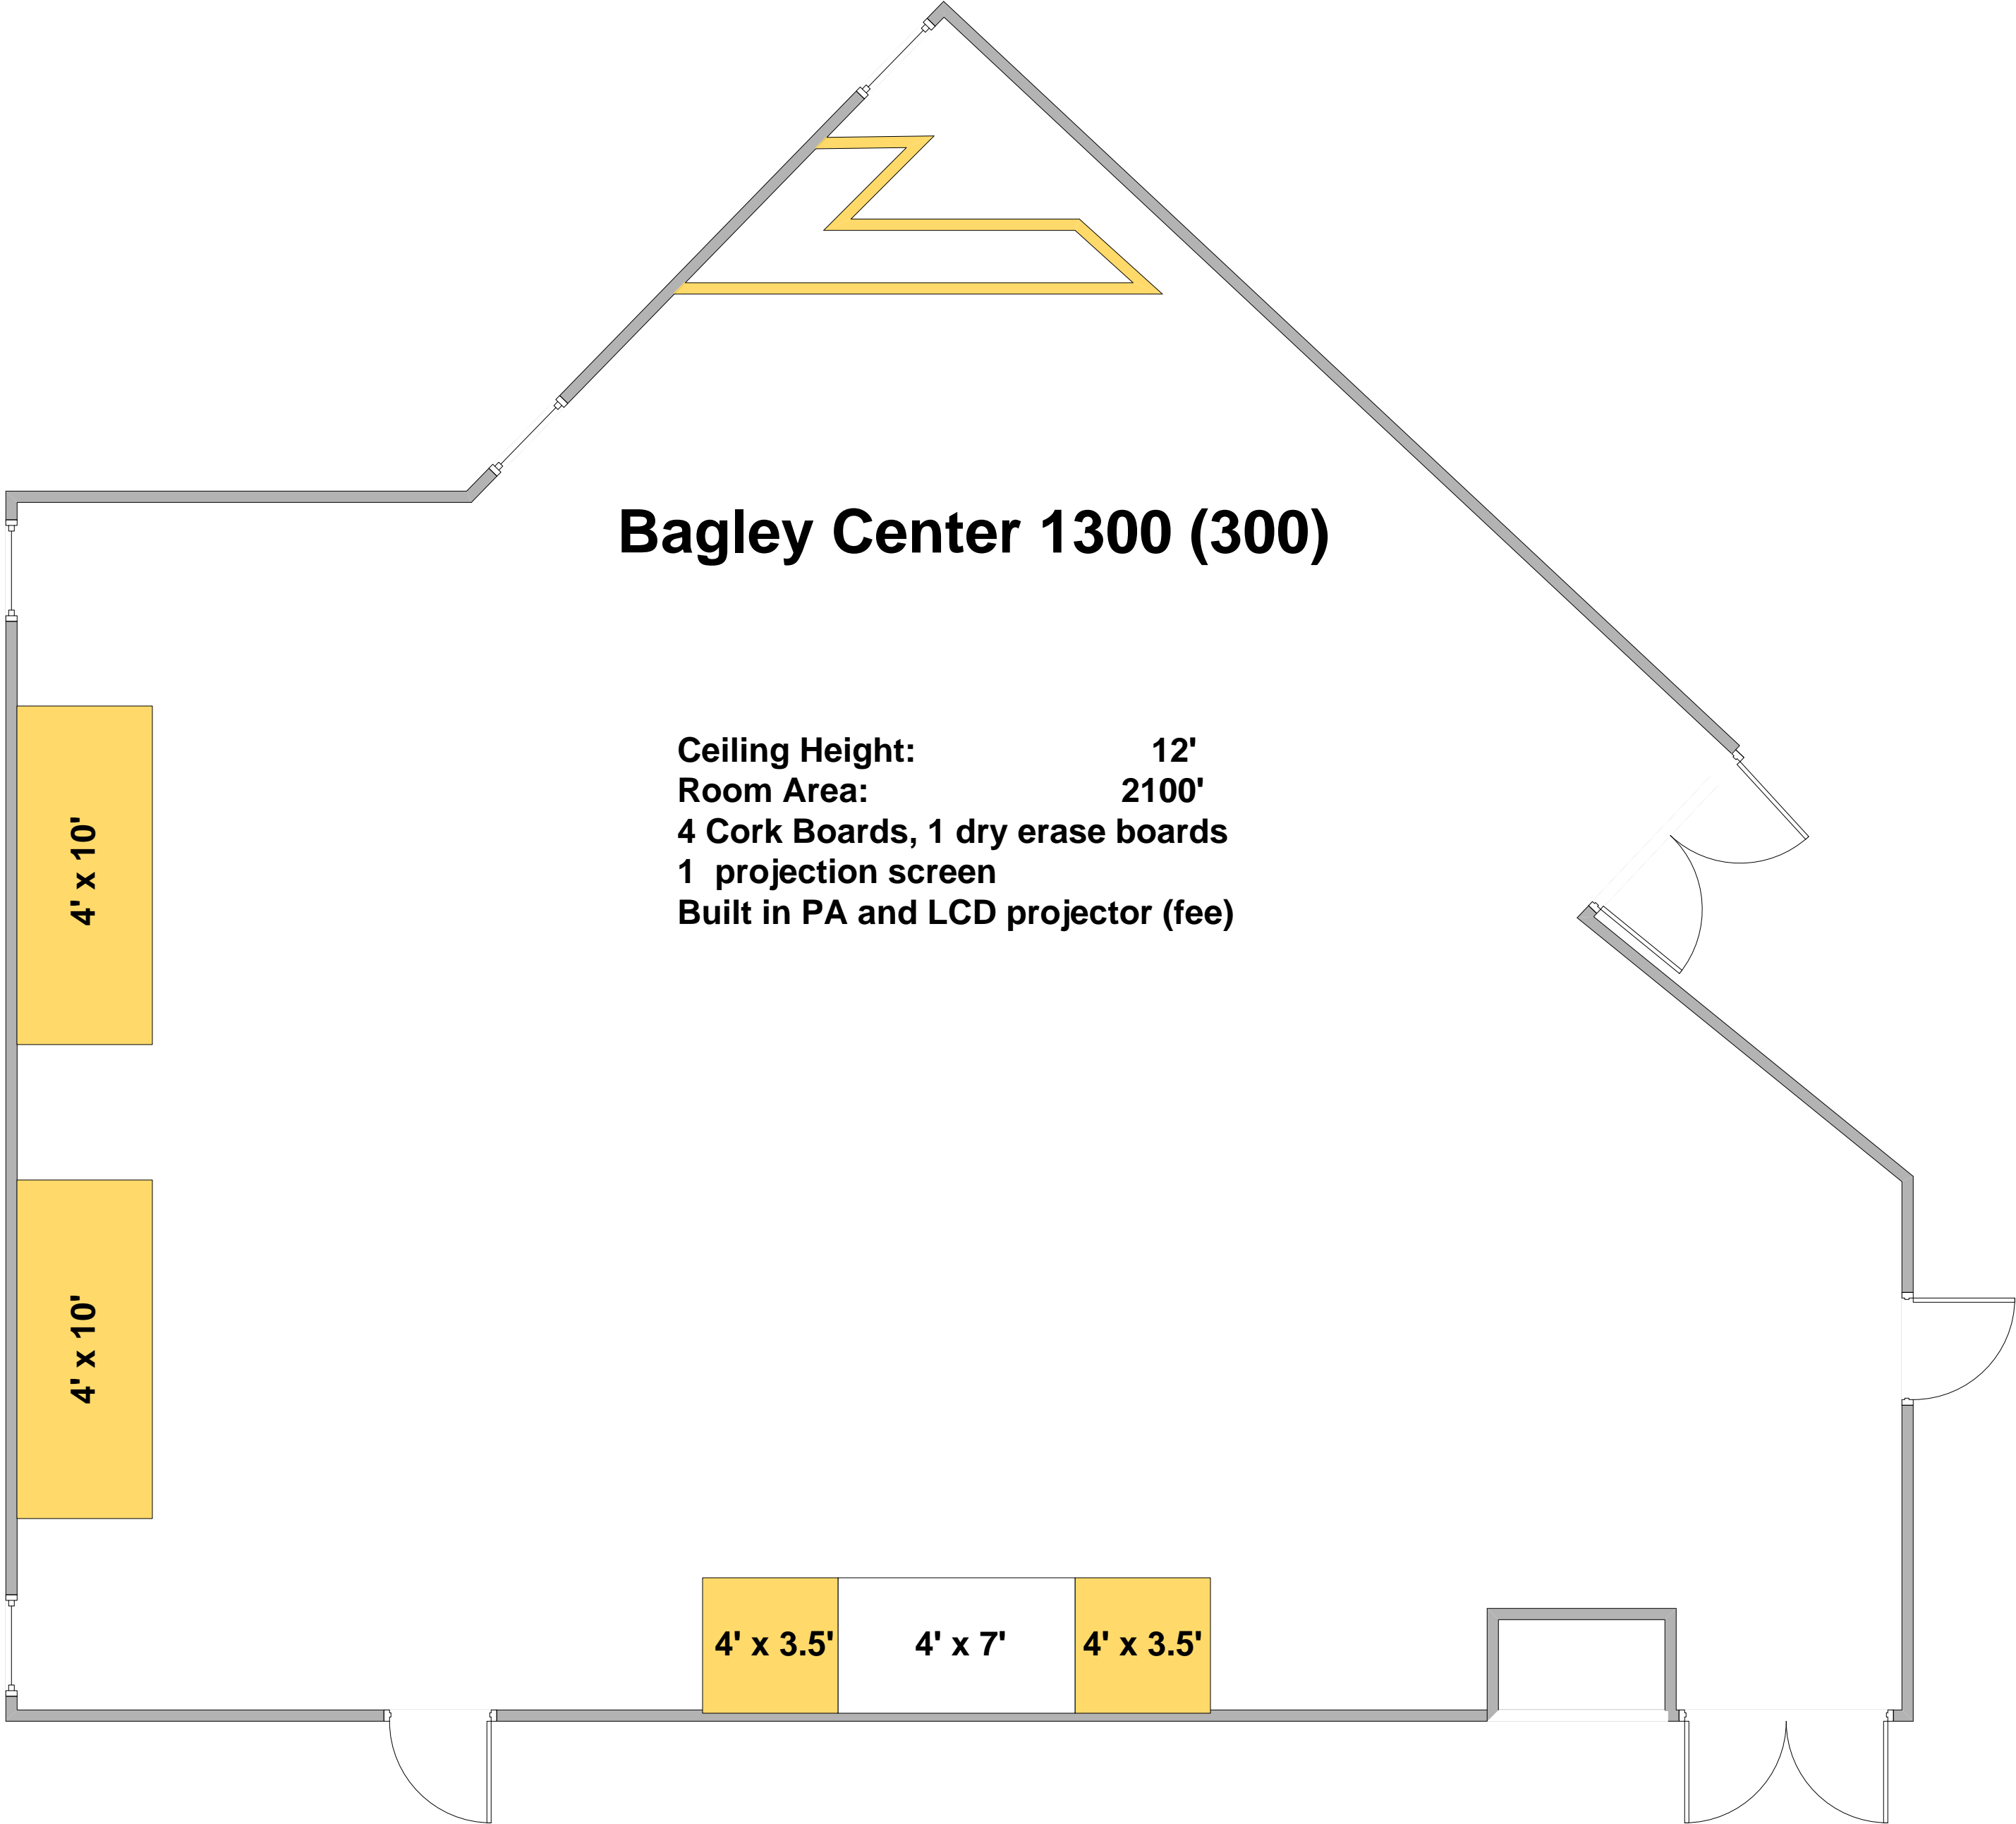 Bagley Center 1300 (300)
Ceiling Height: 12'
Room Area: 2100'
4 Cork Boards, 1 dry erase boards
1 projection screen
Built in PA and LCD projector (fee)
4' x 10'
4' x 10'
4' x 3.5'
4' x 7'
4' x 3.5'